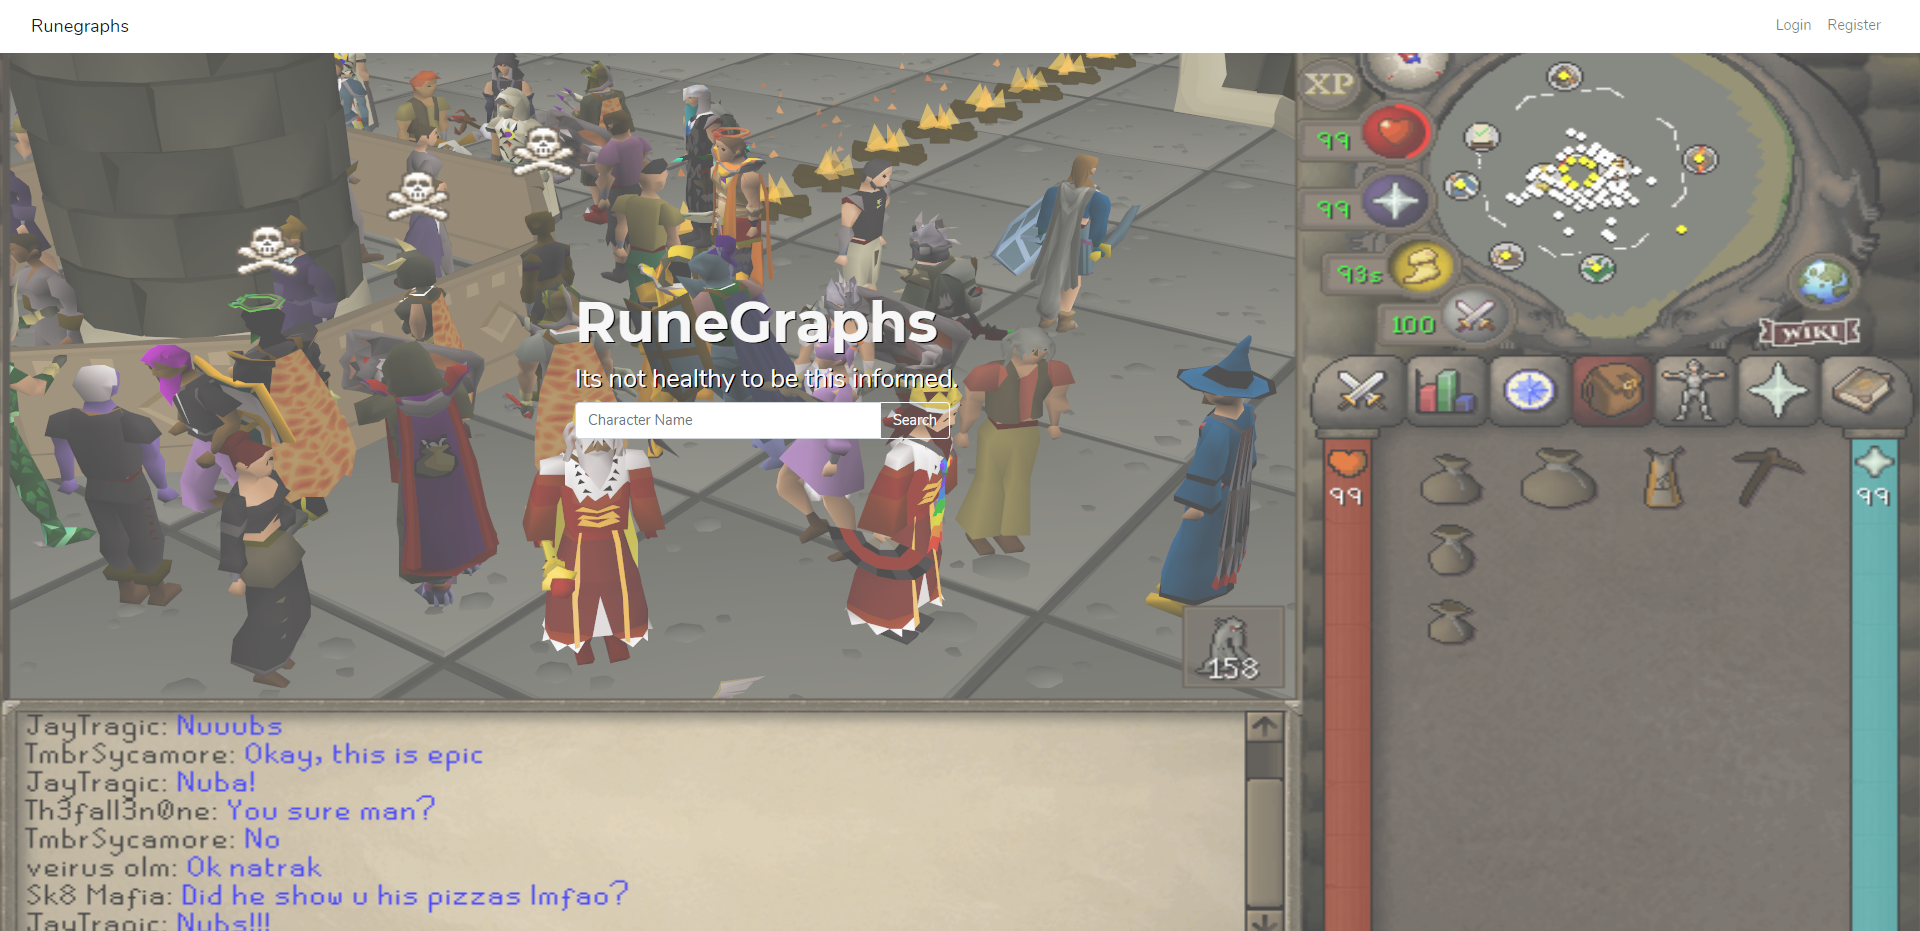 Runegraphs
Login
Register
XP
99
99
93s
100
WIKI
RuneGraphs
Its not healthy to be this informed.
Character Name
Search
99
99
158
JayTragic: Nuuubs
TmbrSycamore: Okay, this is epic
JayTragic: Nuba!
Th3fall3n0ne: You sure man?
TmbrSycamore: No
veirus olm: Ok natrak
Sk8 Mafia: Did he show u his pizzas lmfao?
JayTragic: Nubs!!!